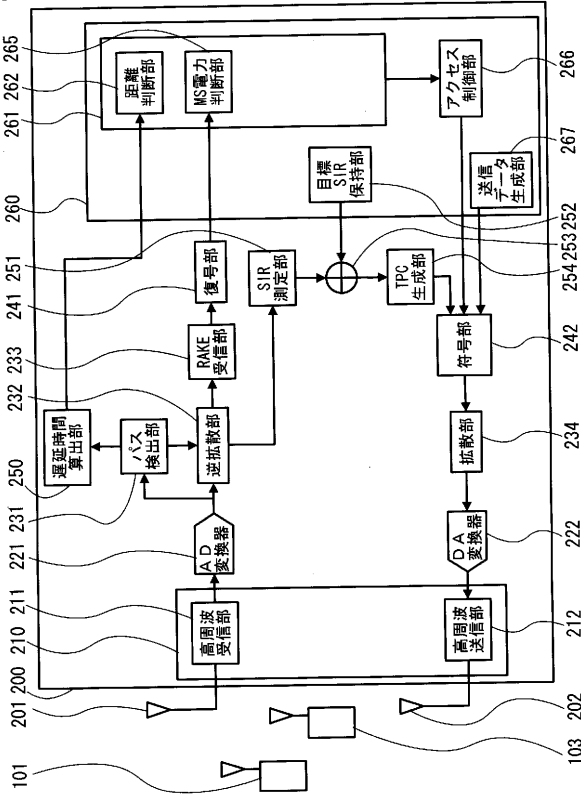 260
261
262
265
距離
判断部
MS電力
判断部
アクセス
制御部
266
送信
データ
生成部
267
目標
SIR
保持部
252
253
254
251
SIR
測定部
TPC
生成部
241
復号部
233
RAKE
受信部
232
逆拡散部
符号部
242
拡散部
234
250
遅延時間
算出部
231
パス
検出部
221
AD
変換器
DA
変換器
222
210
211
高周波
受信部
高周波
送信部
212
200
201
202
103
101